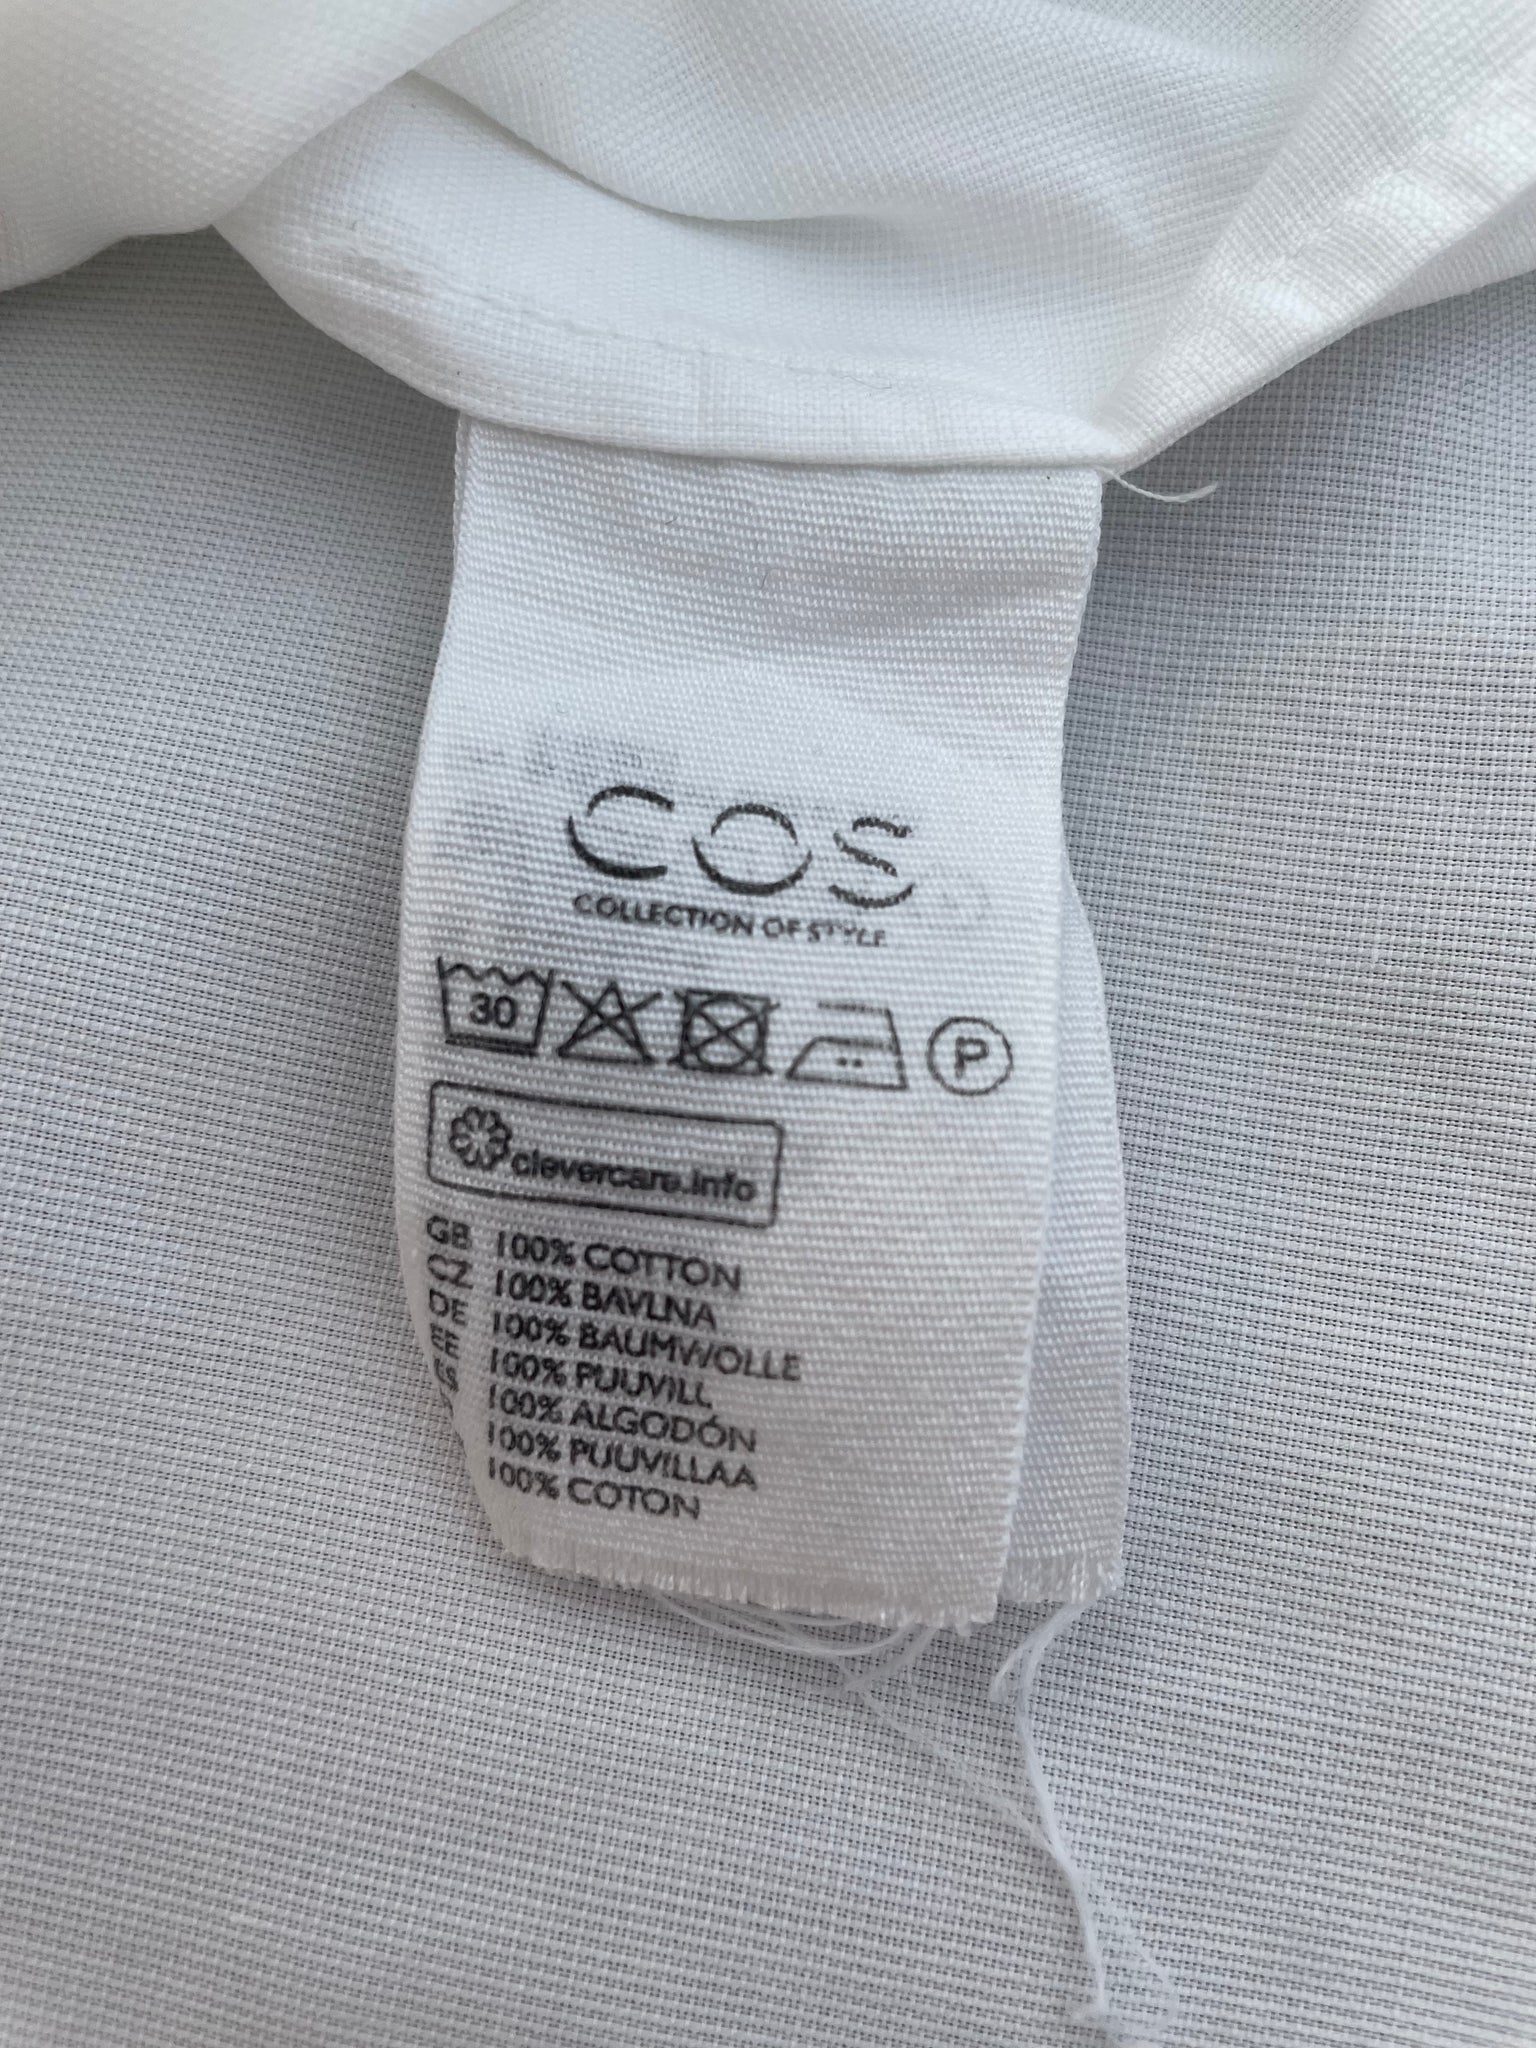 COS
COLLECTION OF STYLE
30
P
clevercare.info
GB 100% COTTON
CZ 100% BAVLNA
DE 100% BAUMWOLLE
EE 100% PUUVILL
ES 100% ALGODÓN
100% PUUVILLAA
100% COTON